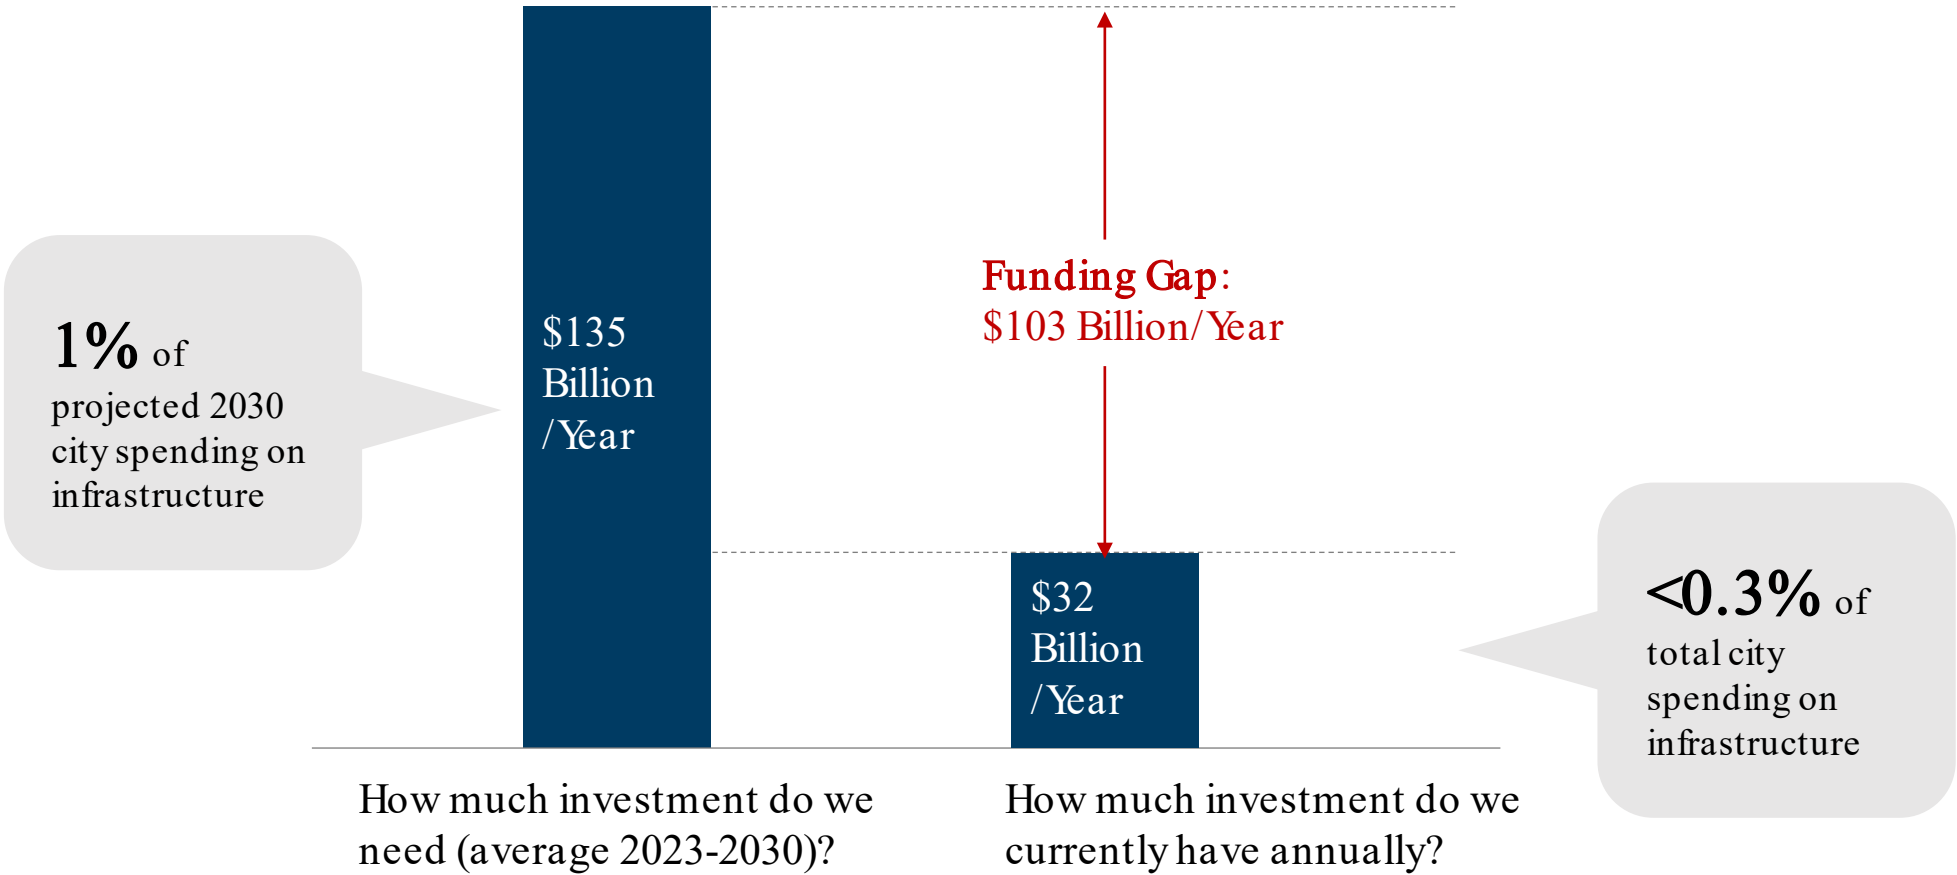 1% of
projected 2030
city spending on
infrastructure
$135
Billion
/Year
Funding Gap:
$103 Billion/Year
$32
Billion
/Year
<0.3% of
total city
spending on
infrastructure
How much investment do we
need (average 2023-2030)?
How much investment do we
currently have annually?